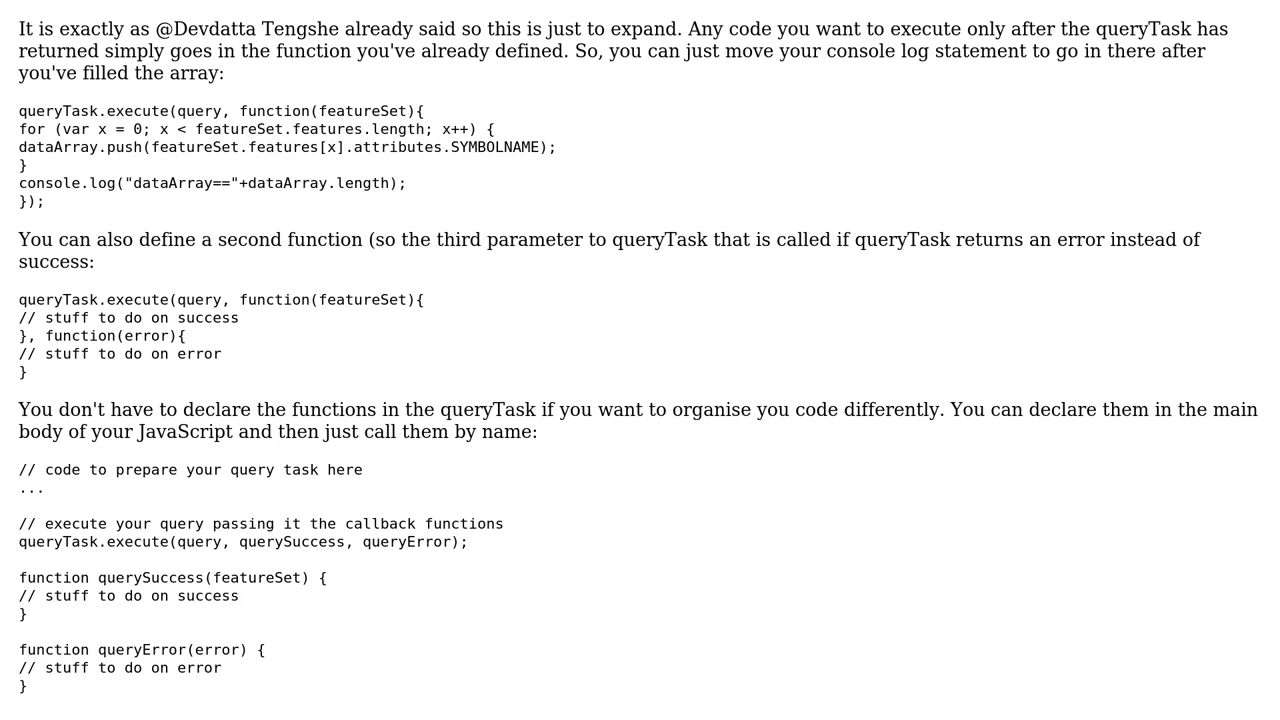 It is exactly as @Devdatta Tengshe already said so this is just to expand. Any code you want to execute only after the queryTask has
returned simply goes in the function you've already defined. So, you can just move your console log statement to go in there after
you've filled the array:
queryTask.execute(query, function(featureSet){
for (var x = 0; x < featureSet.features.length; x++) {
dataArray.push(featureSet.features[x].attributes.SYMBOLNAME);
}
console.log("dataArray=="+dataArray.length);
});
You can also define a second function (so the third parameter to queryTask that is called if queryTask returns an error instead of
success:
queryTask.execute(query, function(featureSet){
// stuff to do on success
}, function(error){
// stuff to do on error
}
You don't have to declare the functions in the queryTask if you want to organise you code differently. You can declare them in the main
body of your JavaScript and then just call them by name:
// code to prepare your query task here
...
// execute your query passing it the callback functions
queryTask.execute(query, querySuccess, queryError);
function querySuccess(featureSet) {
// stuff to do on success
}
function queryError(error) {
// stuff to do on error
}